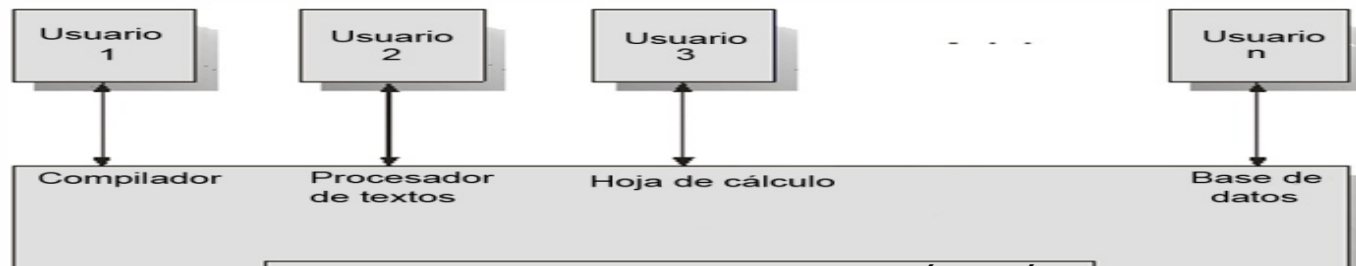 Usuario
1
Usuario
2
Usuario
3
. . .
Usuario
n
Compilador
Procesador
de textos
Hoja de cálculo
Base de
datos